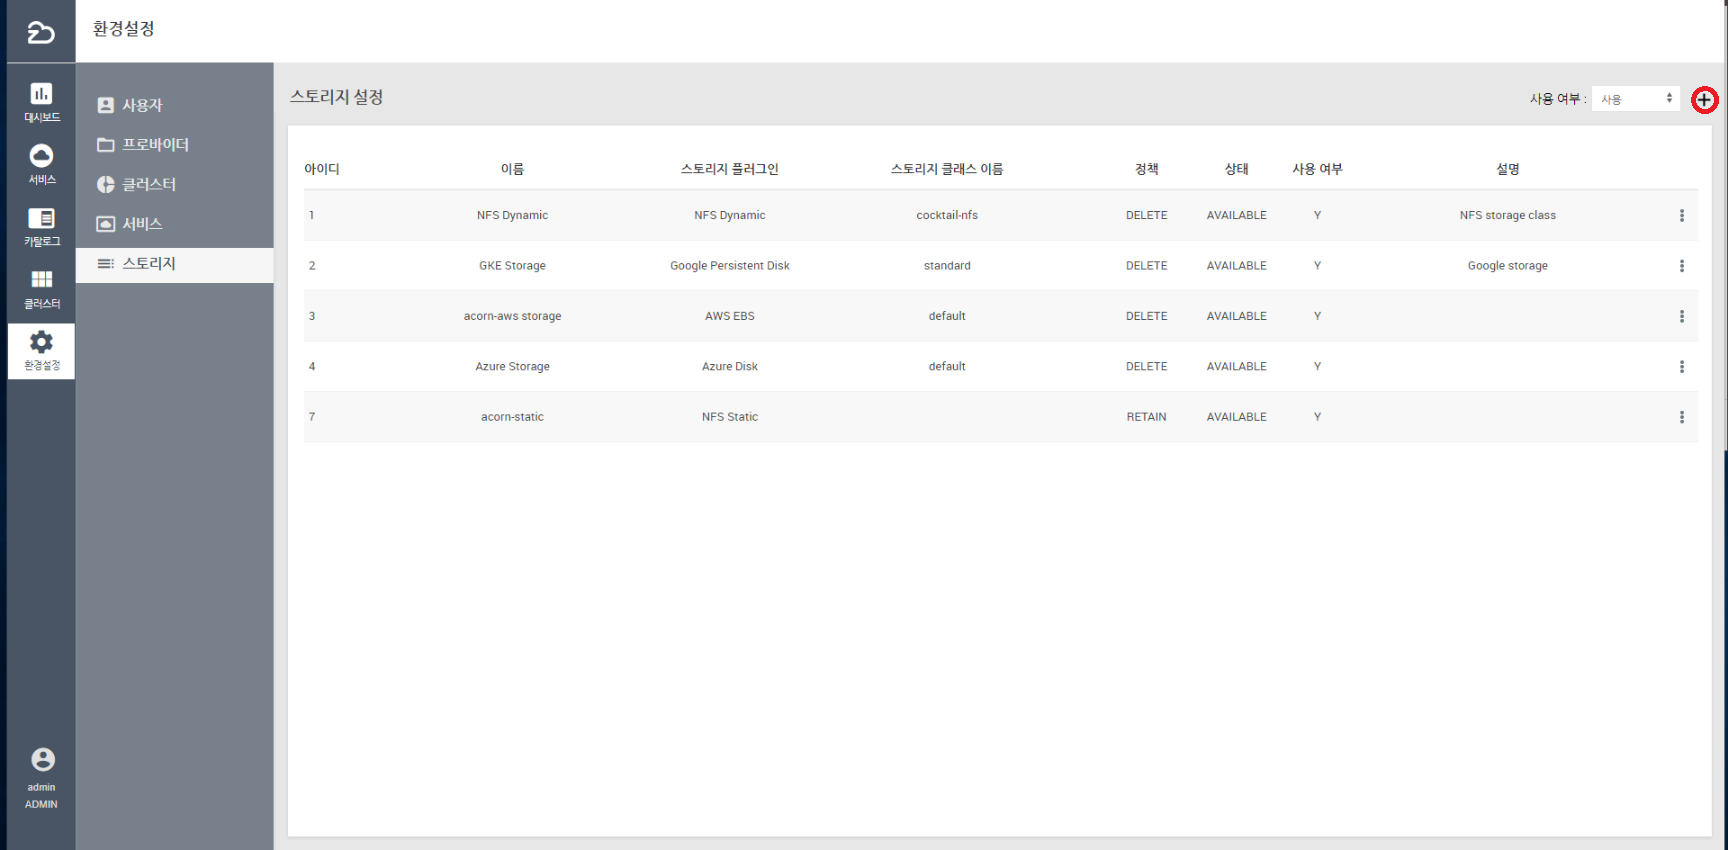 환경설정
대시보드
서비스
카탈로그
클러스터
환경설정
admin
ADMIN
사용자
프로바이더
클러스터
서비스
스토리지
스토리지 설정
사용 여부 : 사용
아이디 이름 스토리지 플러그인 스토리지 클래스 이름 정책 상태 사용 여부 설명
1 NFS Dynamic NFS Dynamic cocktail-nfs DELETE AVAILABLE Y NFS storage class
2 GKE Storage Google Persistent Disk standard DELETE AVAILABLE Y Google storage
3 acorn-aws storage AWS EBS default DELETE AVAILABLE Y
4 Azure Storage Azure Disk default DELETE AVAILABLE Y
7 acorn-static NFS Static RETAIN AVAILABLE Y